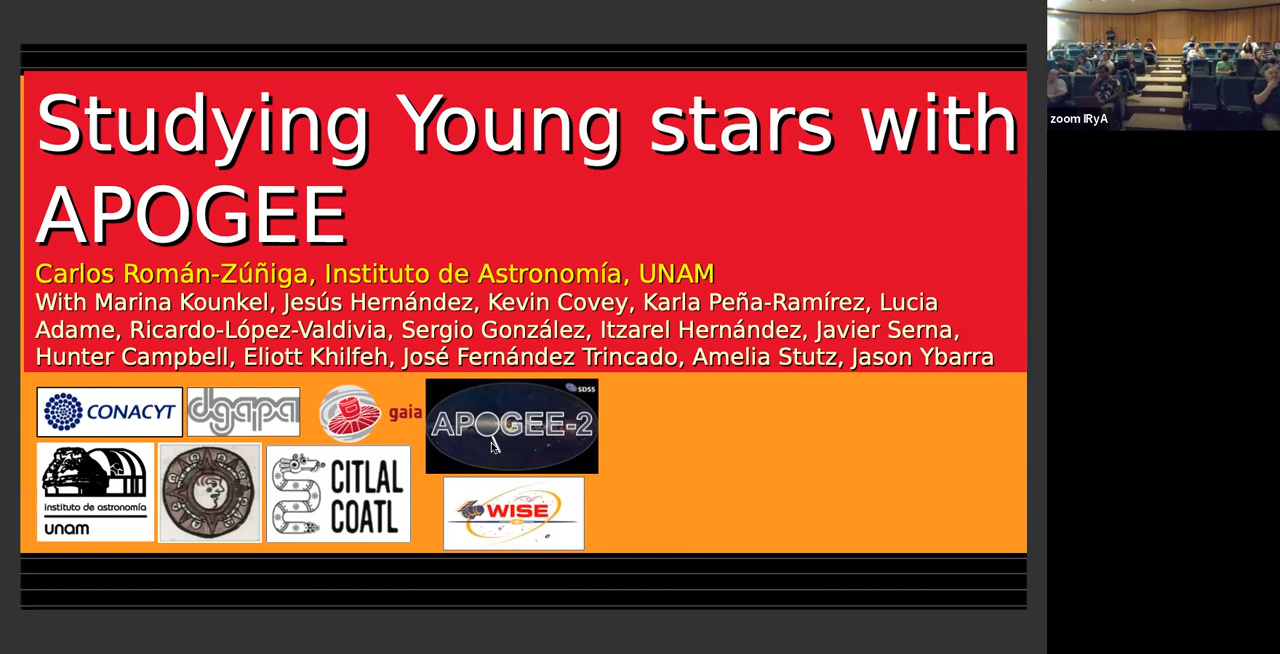 Studying Young stars with
APOGEE
Carlos Román-Zúñiga, Instituto de Astronomía, UNAM
With Marina Kounkel, Jesús Hernández, Kevin Covey, Karla Peña-Ramírez, Lucia
Adame, Ricardo-López-Valdivia, Sergio González, Itzarel Hernández, Javier Serna,
Hunter Campbell, Eliott Khilfeh, José Fernández Trincado, Amelia Stutz, Jason Ybarra
CONACYT
dgapa
gaia
SDSS
APOGEE-2
instituto de astronomía
unam
CITLAL
COATL
WISE
zoom IRyA